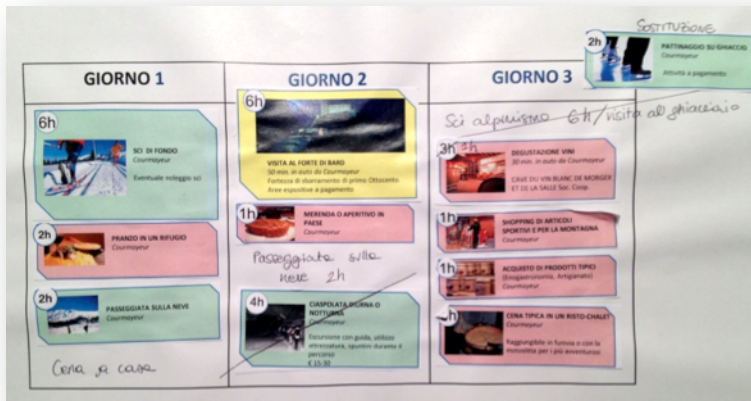 SOSTITUZIONE
2h
PATTINAGGIO SU GHIACCIO
Courmayeur
Attività a pagamento
GIORNO 1
6h
SCI DI FONDO
Courmayeur
Eventuale noleggio sci
2h
PRANZO IN UN RIFUGIO
Courmayeur
2h
PASSEGGIATA SULLA NEVE
Courmayeur
Cena a casa
GIORNO 2
6h
VISITA AL FORTE DI BARD
50 min. in auto da Courmayeur
Fortezza di sbarramento di primo Ottocento
Aree espositive a pagamento
1h
MERENDA O APERITIVO IN
PAESE
Courmayeur
Passeggiata sulla
neve 2h
4h
CIASPOLATA DIURNA O
NOTTURNA
Courmayeur
Escursione con guida, utilizzo
attrezzatura, spuntini durante il
percorso
€ 15-30
GIORNO 3
Sci alpinismo 6h/visita al ghiacciaio
3h
DEGUSTAZIONE VINI
30 min. in auto da Courmayeur
CAVE DU VIN BLANC DE MORGEX
ET DE LA SALLE Soc. Coop.
1h
SHOPPING DI ARTICOLI
SPORTIVI E PER LA MONTAGNA
Courmayeur
1h
ACQUISTO DI PRODOTTI TIPICI
(Enogastronomia, Artigianato)
Courmayeur
h
CENA TIPICA IN UN RISTO-CHALET
Courmayeur
Raggiungibile in funivia o con la
motoslitta per i più avventurosi